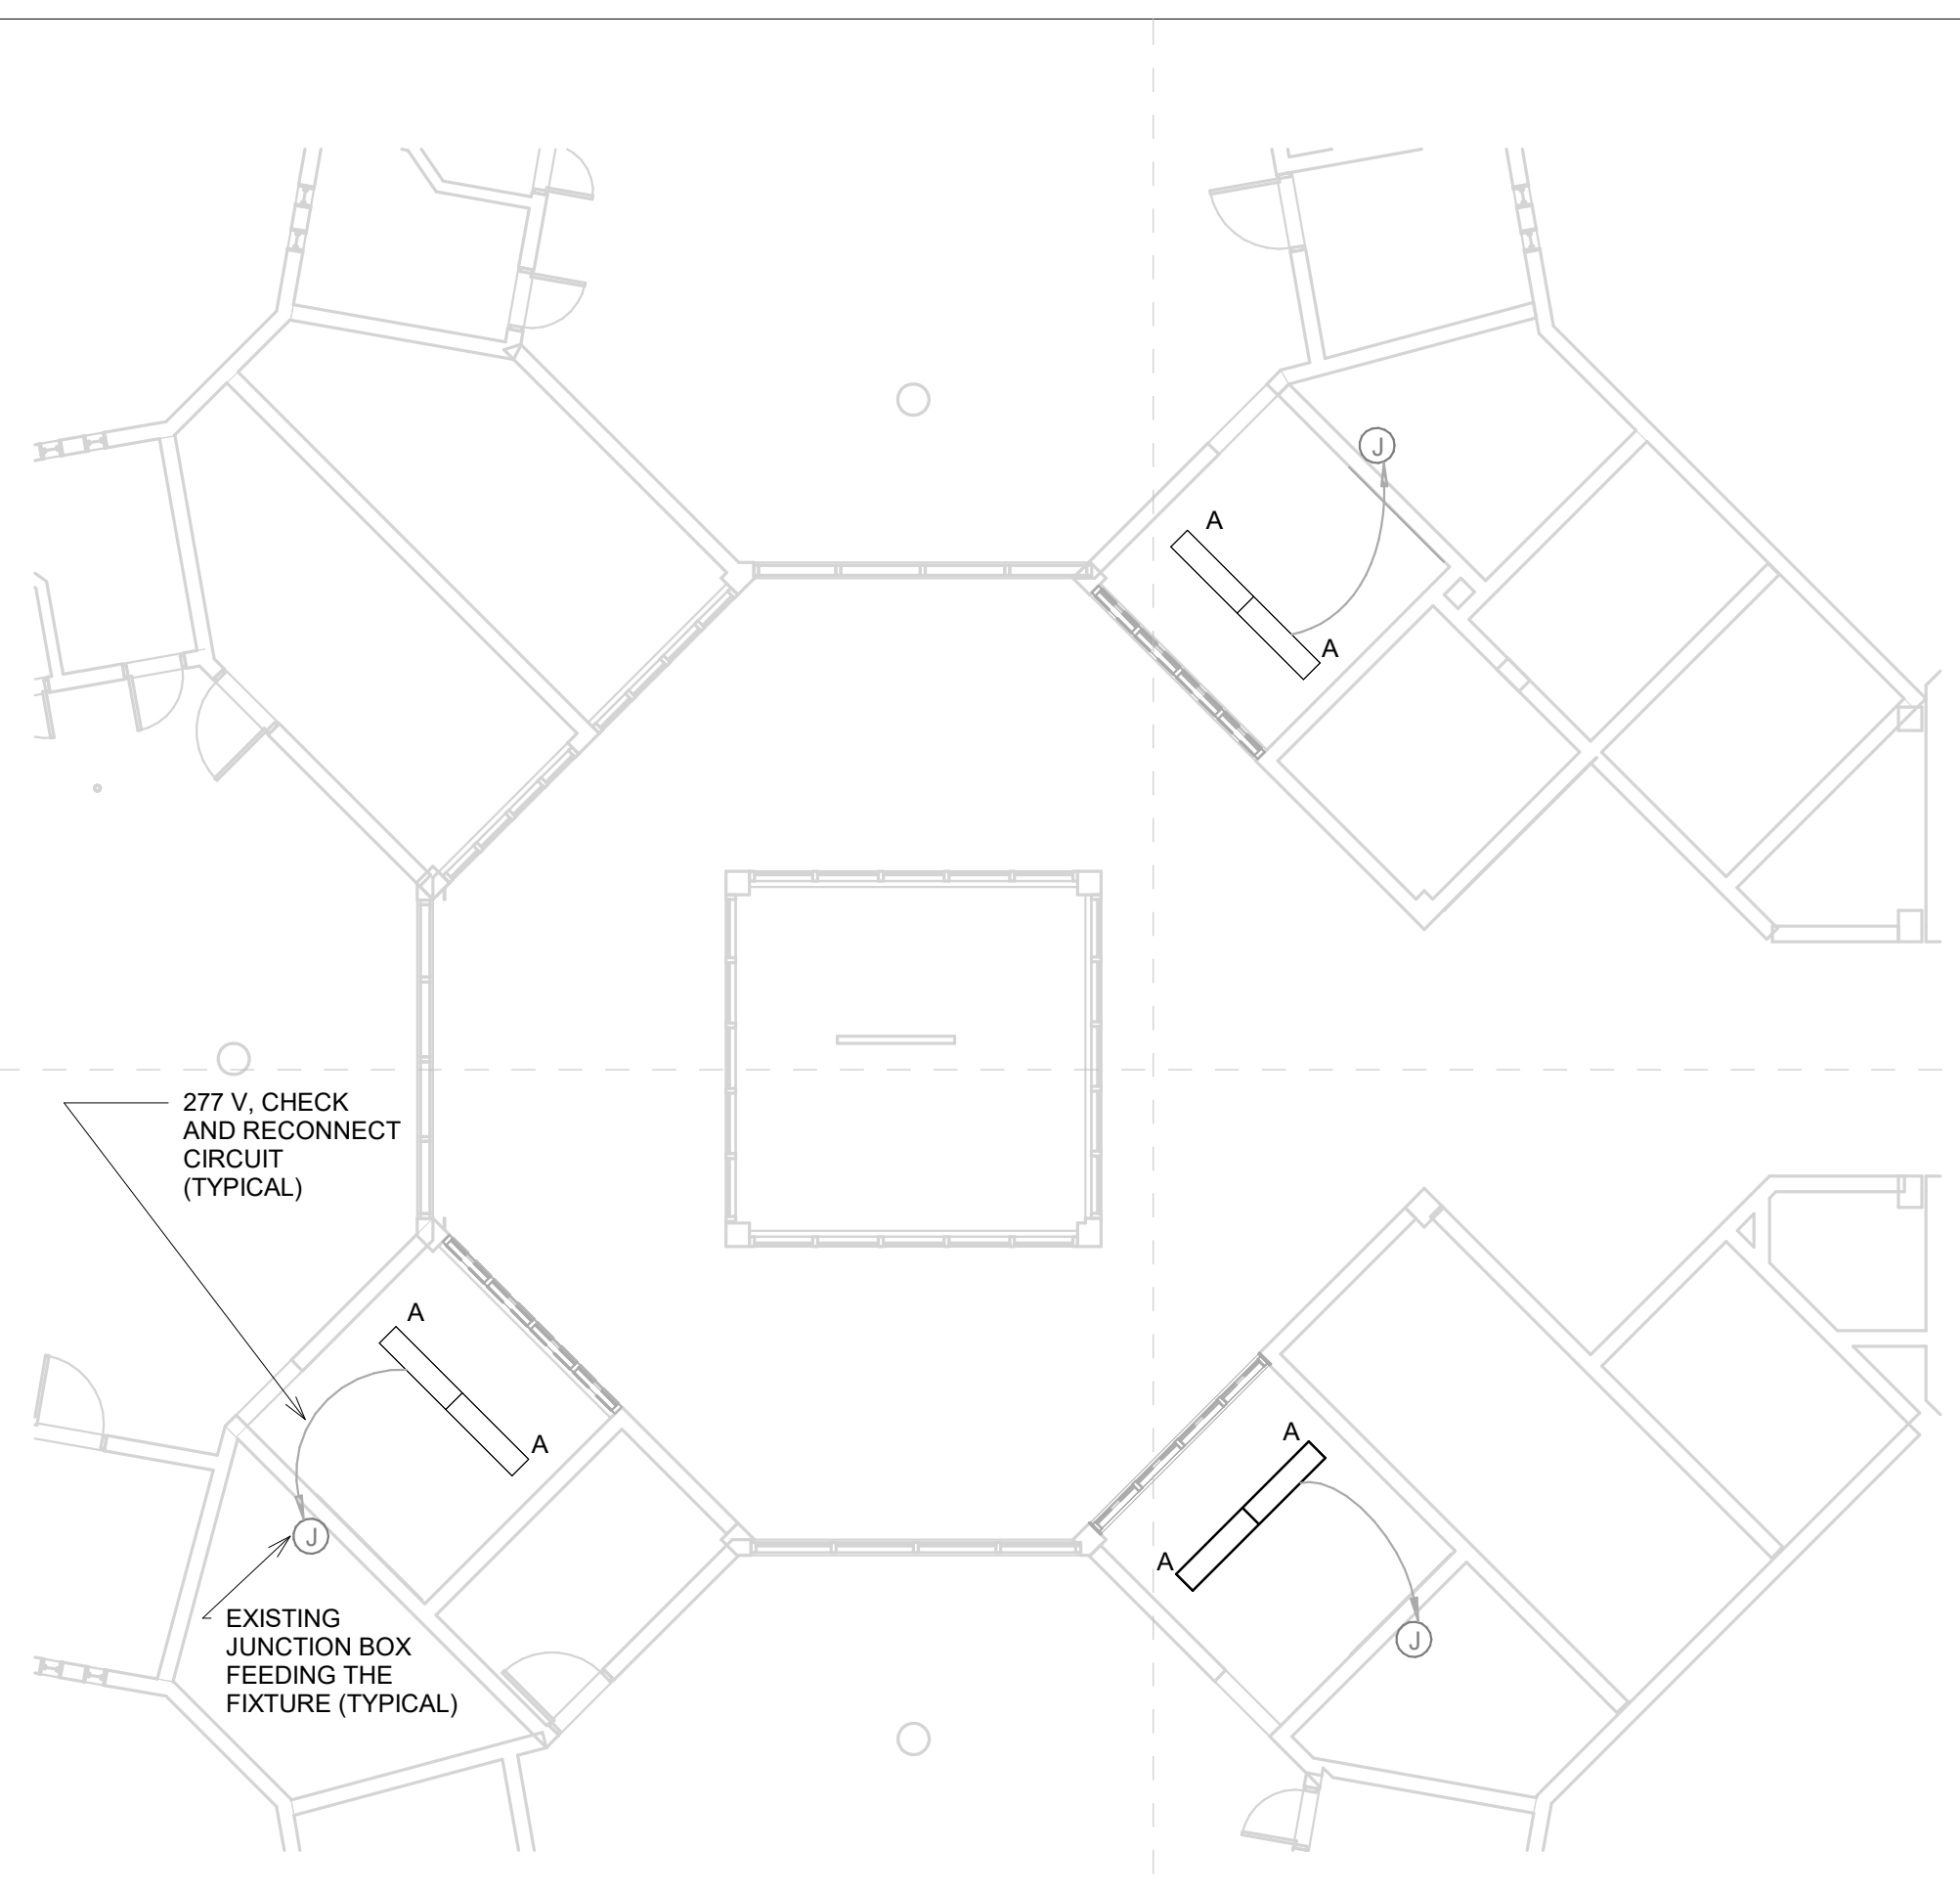 J
A
A
277 V, CHECK
AND RECONNECT
CIRCUIT
(TYPICAL)
A
A
A
A
J
EXISTING
JUNCTION BOX
FEEDING THE
FIXTURE (TYPICAL)
J